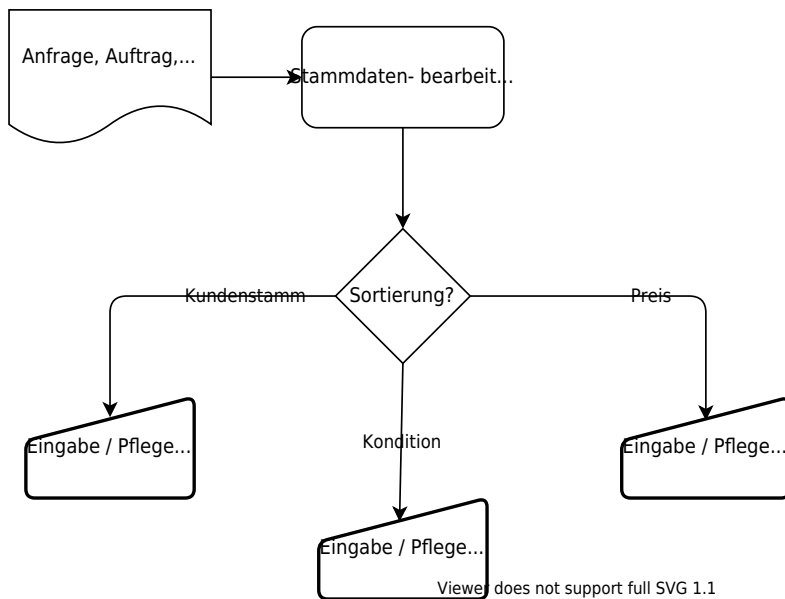 Anfrage, Auftrag,...
Stammdaten- bearbeit...
Kundenstamm
Sortierung?
Preis
Kondition
Eingabe / Pflege...
Eingabe / Pflege...
Eingabe / Pflege...
Viewer does not support full SVG 1.1